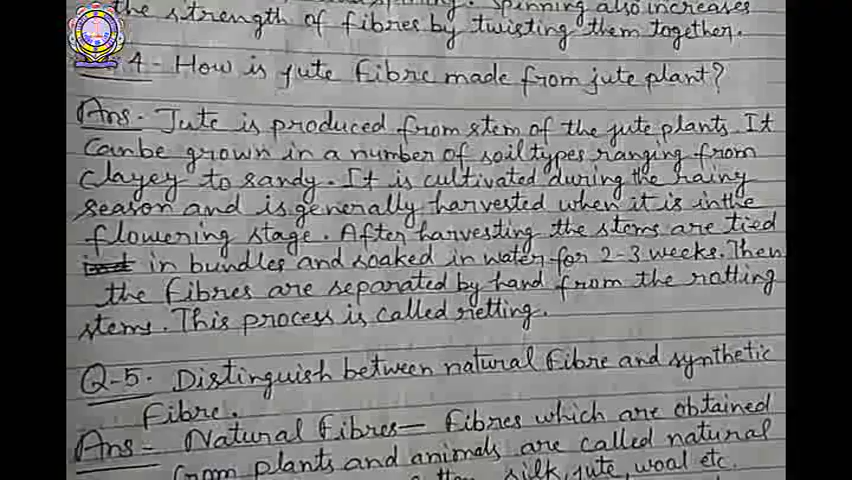 Spinning also increases
the strength of fibres by twisting them together.
4 - How is jute fibre made from jute plant?
Ans - Jute is produced from stem of the jute plants. It
can be grown in a number of soil types ranging from
clayey to sandy. It is cultivated during the rainy
season and is generally harvested when it is in the
flowering stage. After harvesting the stems are tied
in bundles and soaked in water for 2-3 weeks. Then
the fibres are separated by hand from the rotting
stems. This process is called retting.
Q-5. Distinguish between natural fibre and synthetic
fibre.
Ans - Natural fibres - Fibres which are obtained
from plants and animals are called natural
silk, jute, woal etc.